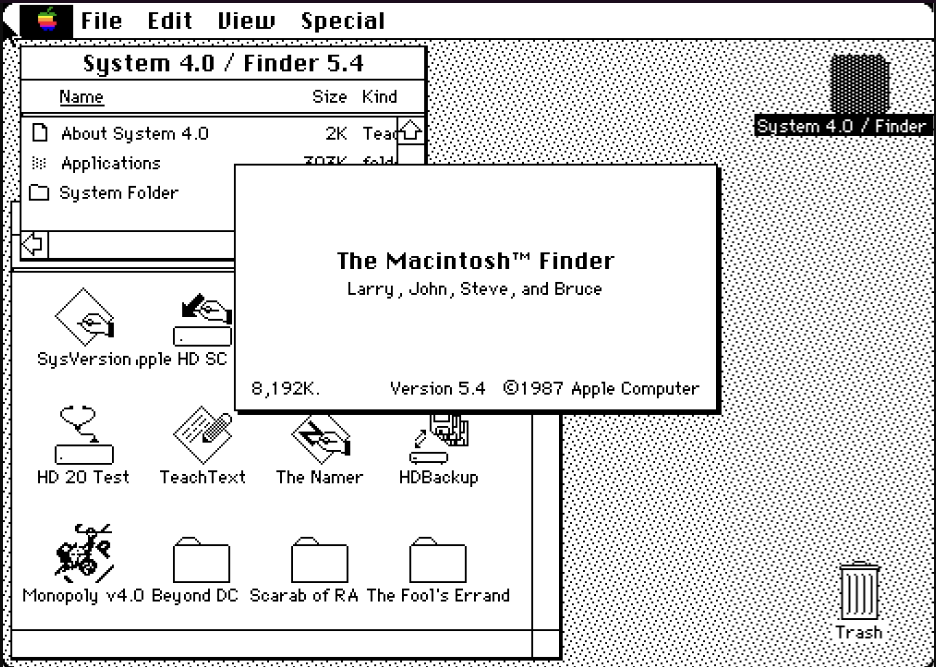 File Edit View Special
System 4.0 / Finder 5.4
Name Size Kind
About System 4.0 2K
Applications 303K
System Folder
System 4.0 / Finder
The Macintosh™ Finder
Larry, John, Steve, and Bruce
8,192K. Version 5.4 ©1987 Apple Computer
SysVersion HD SC
HD 20 Test TeachText The Namer HDBackup
Monopoly v4.0 Beyond DC Scarab of RA The Fool's Errand
Trash